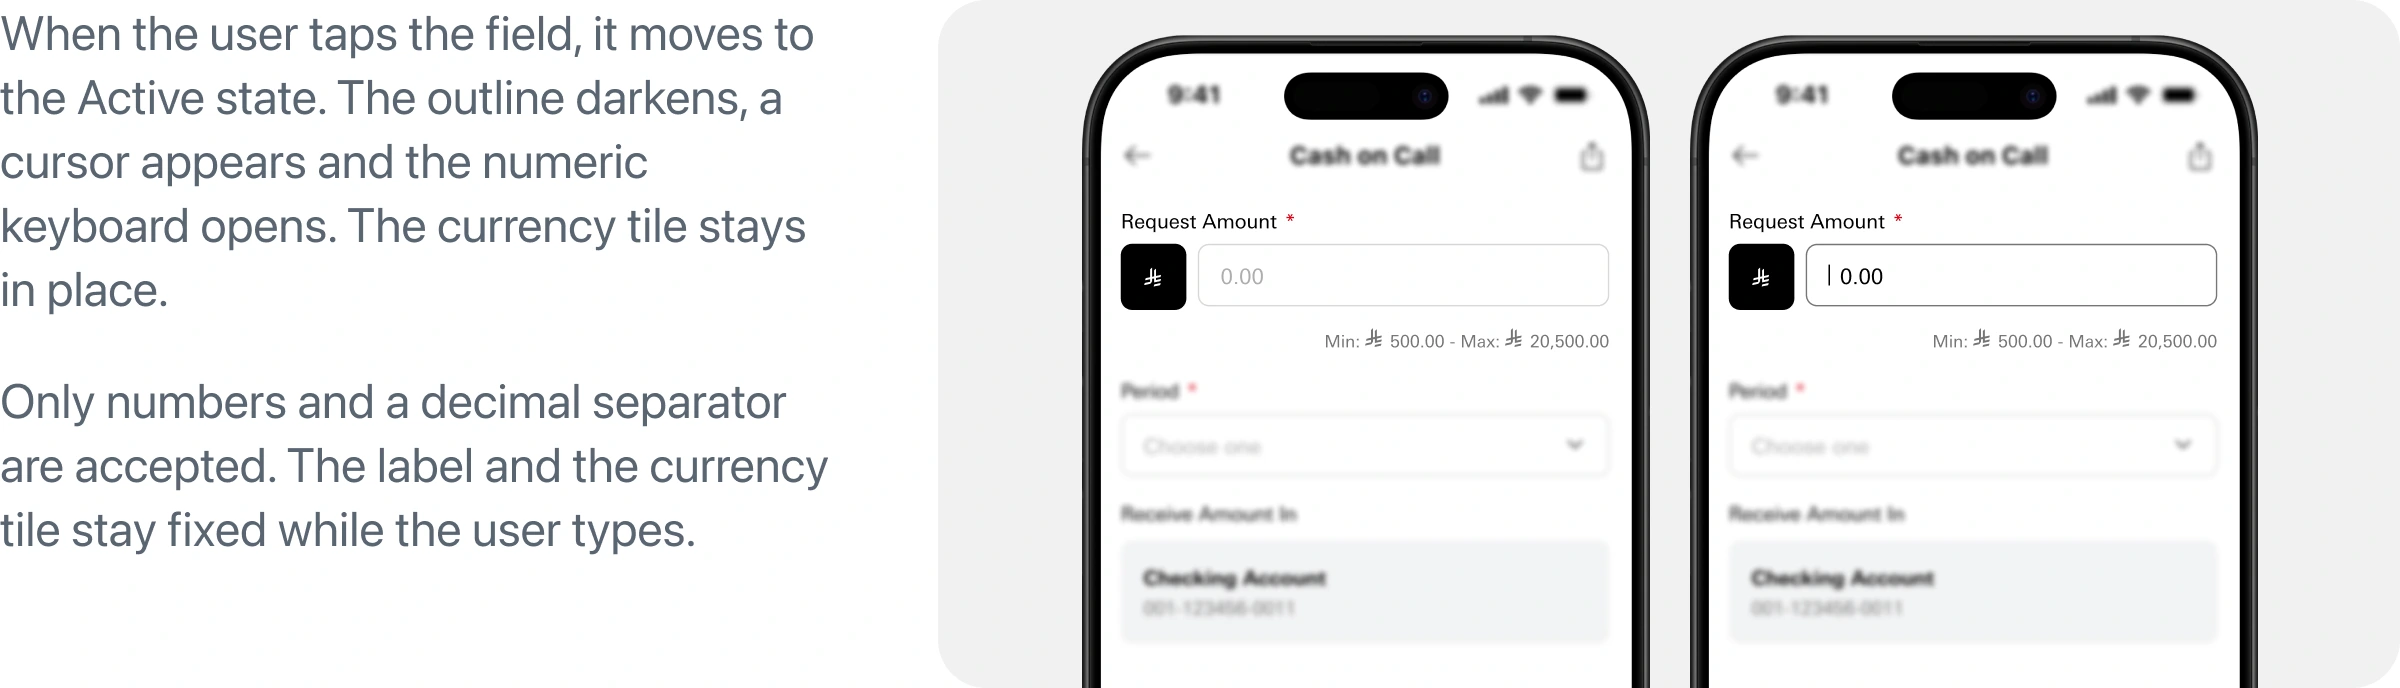 When the user taps the field, it moves to
the Active state. The outline darkens, a
cursor appears and the numeric
keyboard opens. The currency tile stays
in place.
Only numbers and a decimal separator
are accepted. The label and the currency
tile stay fixed while the user types.
9:41
Cash on Call
Request Amount *
0.00
Min: 500.00 - Max: 20,500.00
Period *
Choose one
Receive Amount In
Checking Account
001-123456-0011
9:41
Cash on Call
Request Amount *
0.00
Min: 500.00 - Max: 20,500.00
Period *
Choose one
Receive Amount In
Checking Account
001-123456-0011